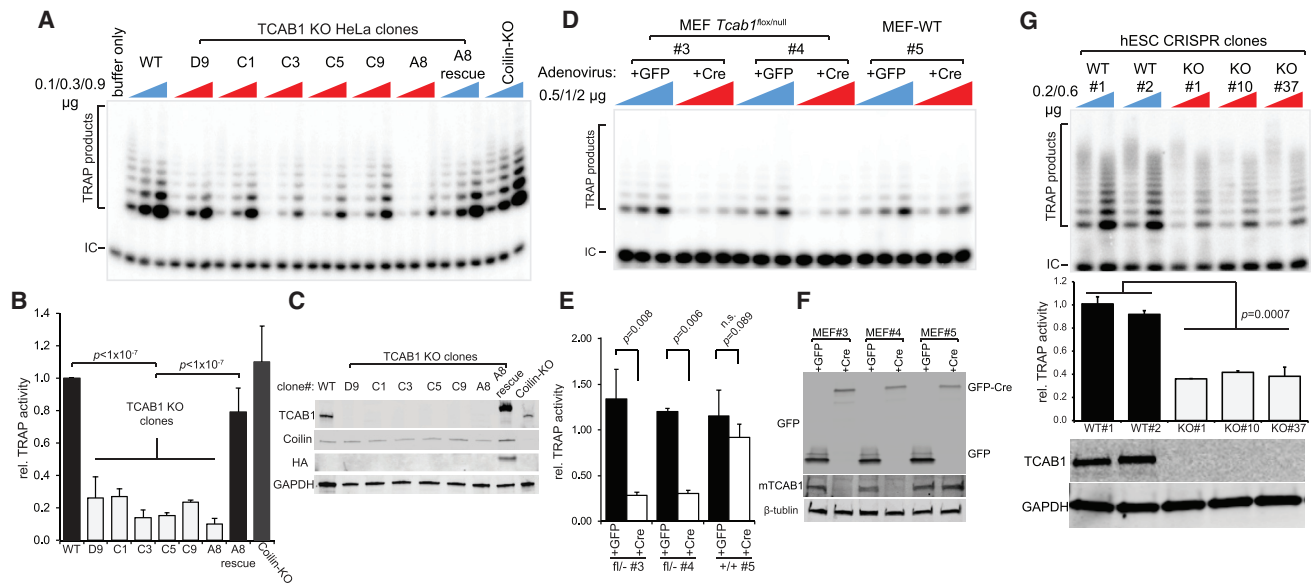 A
TCAB1 KO HeLa clones
buffer only
WT
D9
C1
C3
C5
C9
A8
A8
rescue
Coilin-KO
0.1/0.3/0.9
µg
TRAP products
IC
B
rel. TRAP activity
1.4
1.2
1.0
0.8
0.6
0.4
0.2
0.0
p<1x10-7
p<1x10-7
TCAB1 KO
clones
WT
D9
C1
C3
C5
C9
A8
A8
rescue
Coilin-KO
C
TCAB1 KO clones
clone#:
WT
D9
C1
C3
C5
C9
A8
A8
rescue
Coilin-KO
TCAB1
Coilin
HA
GAPDH
D
MEF Tcab1flox/null
MEF-WT
#3
#4
#5
Adenovirus:
+GFP
+Cre
+GFP
+Cre
+GFP
+Cre
0.5/1/2 µg
TRAP products
IC
E
rel. TRAP activity
2.00
1.50
1.00
0.50
0.00
p=0.008
p=0.006
n.s.
p=0.089
+GFP
+Cre
+GFP
+Cre
+GFP
+Cre
fl/- #3
fl/- #4
+/+ #5
F
MEF#3
MEF#4
MEF#5
+GFP
+Cre
+GFP
+Cre
+GFP
+Cre
GFP
GFP-Cre
GFP
mTCAB1
β-tublin
G
hESC CRISPR clones
WT
#1
WT
#2
KO
#1
KO
#10
KO
#37
0.2/0.6
µg
TRAP products
IC
rel. TRAP activity
1.2
1.0
0.8
0.6
0.4
0.2
0.0
p=0.0007
WT#1
WT#2
KO#1
KO#10
KO#37
TCAB1
GAPDH